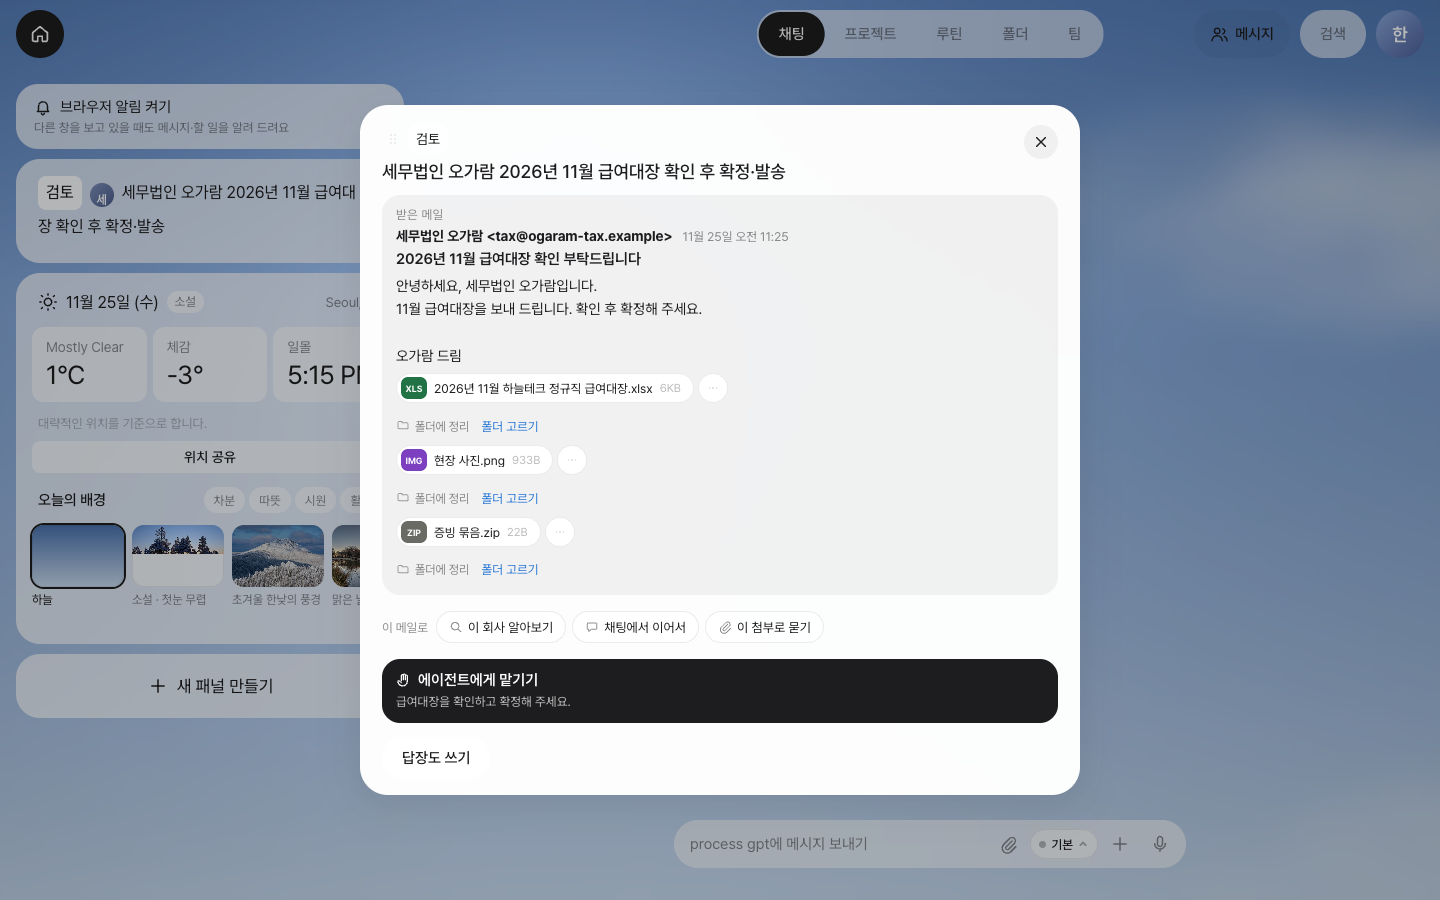 채팅
프로젝트
루틴
폴더
팀
메시지
검색
한
브라우저 알림 켜기
다른 창을 보고 있을 때도 메시지·할 일을 알려 드려요
검토 세 세무법인 오가람 2026년 11월 급여대
장 확인 후 확정·발송
11월 25일 (수) 소설 Seoul,
Mostly Clear
1°C
체감
-3°
일몰
5:15 P
대략적인 위치를 기준으로 합니다.
위치 공유
오늘의 배경 차분 따뜻 시원
하늘
소설 · 첫눈 무렵
초겨울 한낮의 풍경
맑은
새 패널 만들기
검토
세무법인 오가람 2026년 11월 급여대장 확인 후 확정·발송
받은 메일
세무법인 오가람 <tax@ogaram-tax.example> 11월 25일 오전 11:25
2026년 11월 급여대장 확인 부탁드립니다
안녕하세요, 세무법인 오가람입니다.
11월 급여대장을 보내 드립니다. 확인 후 확정해 주세요.
오가람 드림
XLS 2026년 11월 하늘테크 정규직 급여대장.xlsx 6KB
폴더에 정리 폴더 고르기
IMG 현장 사진.png 933B
폴더에 정리 폴더 고르기
ZIP 증빙 묶음.zip 22B
폴더에 정리 폴더 고르기
이 메일로 이 회사 알아보기 채팅에서 이어서 이 첨부로 묻기
에이전트에게 맡기기
급여대장을 확인하고 확정해 주세요.
답장도 쓰기
process gpt에 메시지 보내기
기본